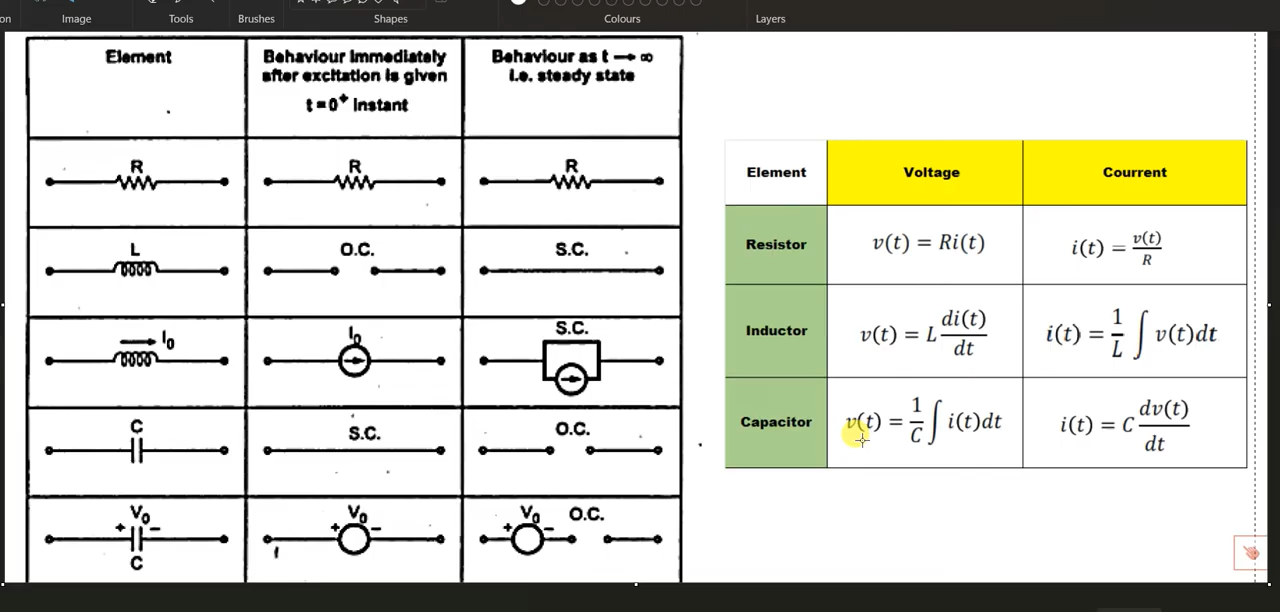 on
Image
Tools
Brushes
Shapes
Colours
Layers
Element
Behaviour immediately
after excitation is given
t = 0⁺ instant
Behaviour as t → ∞
i.e. steady state
R
R
R
L
O.C.
S.C.
I₀
I₀
S.C.
C
S.C.
O.C.
V₀
+ −
C
V₀
+ −
V₀ O.C.
+ −
Element Voltage Courrent
Resistor v(t) = Ri(t) i(t) = v(t)/R
Inductor v(t) = L di(t)/dt i(t) = 1/L ∫ v(t)dt
Capacitor v(t) = 1/C ∫ i(t)dt i(t) = C dv(t)/dt